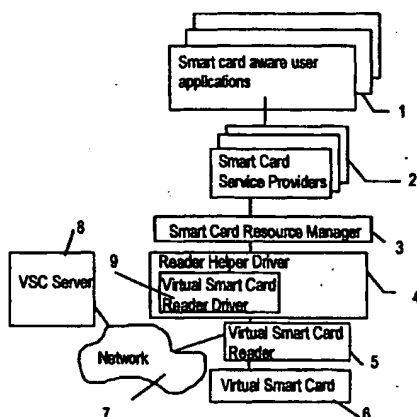 Smart card aware user
applications
1
Smart Card
Service Providers
2
8
Smart Card Resource Manager
3
9
Reader Helper Driver
VSC Server
Virtual Smart Card
Reader Driver
4
Network
Virtual Smart Card
Reader
5
Virtual Smart Card
7
6